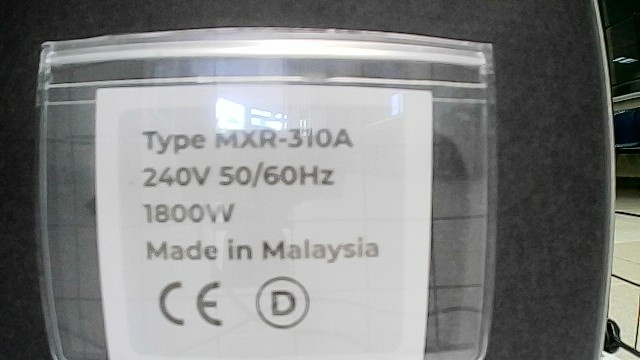 Type MXR-310A
240V 50/60Hz
1800W
Made in Malaysia
CE D